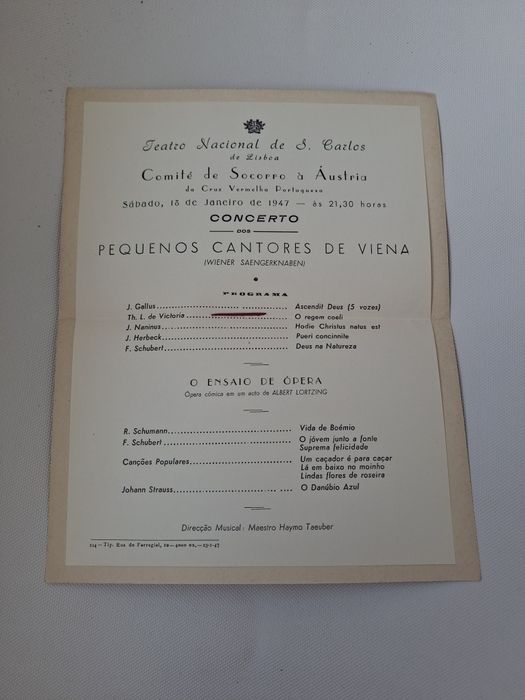 Teatro Nacional de S. Carlos
de Lisboa
Comité de Socorro à Áustria
da Cruz Vermelha Portuguesa
Sábado, 18 de Janeiro de 1947 — às 21,30 horas
CONCERTO
DOS
PEQUENOS CANTORES DE VIENA
(WIENER SAENGERKNABEN)
PROGRAMA
J. Gallus.................................... Ascendit Deus (5 vozes)
Th. L. de Victoria .................................... O regem coeli
J. Naninus.................................... Hodie Christus natus est
J. Herbeck.................................... Pueri concinnite
F. Schubert.................................... Deus na Natureza
O ENSAIO DE ÓPERA
Ópera cómica em um acto de ALBERT LORTZING
R. Schumann.................................... Vida de Boémio
F. Schubert.................................... O jóvem junto a fonte
Suprema felicidade
Canções Populares.................................... Um caçador é para caçar
Lá em baixo no moinho
Lindas flores de roseira
Johann Strauss.................................... O Danúbio Azul
Direcção Musical: Maestro Haymo Taeuber
Tip. Rua do Ferregial,